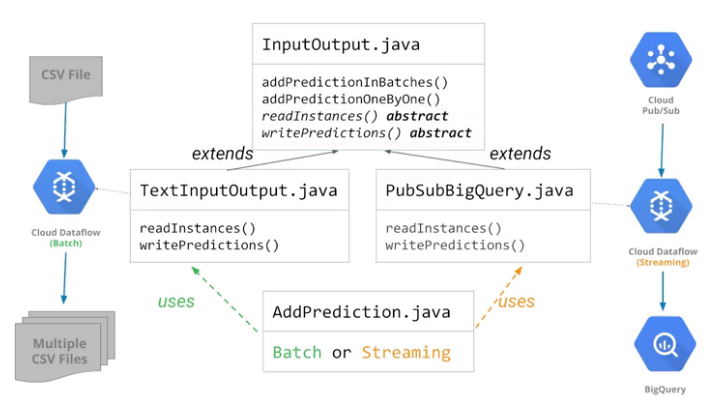 InputOutput.java
addPredictionInBatches()
addPredictionOneByOne()
readInstances() abstract
writePredictions() abstract
CSV File
Cloud
Pub/Sub
extends
extends
TextInputOutput.java
readInstances()
writePredictions()
PubSubBigQuery.java
readInstances()
writePredictions()
Cloud Dataflow
(Batch)
Cloud Dataflow
(Streaming)
uses
uses
AddPrediction.java
Batch or Streaming
Multiple
CSV Files
BigQuery